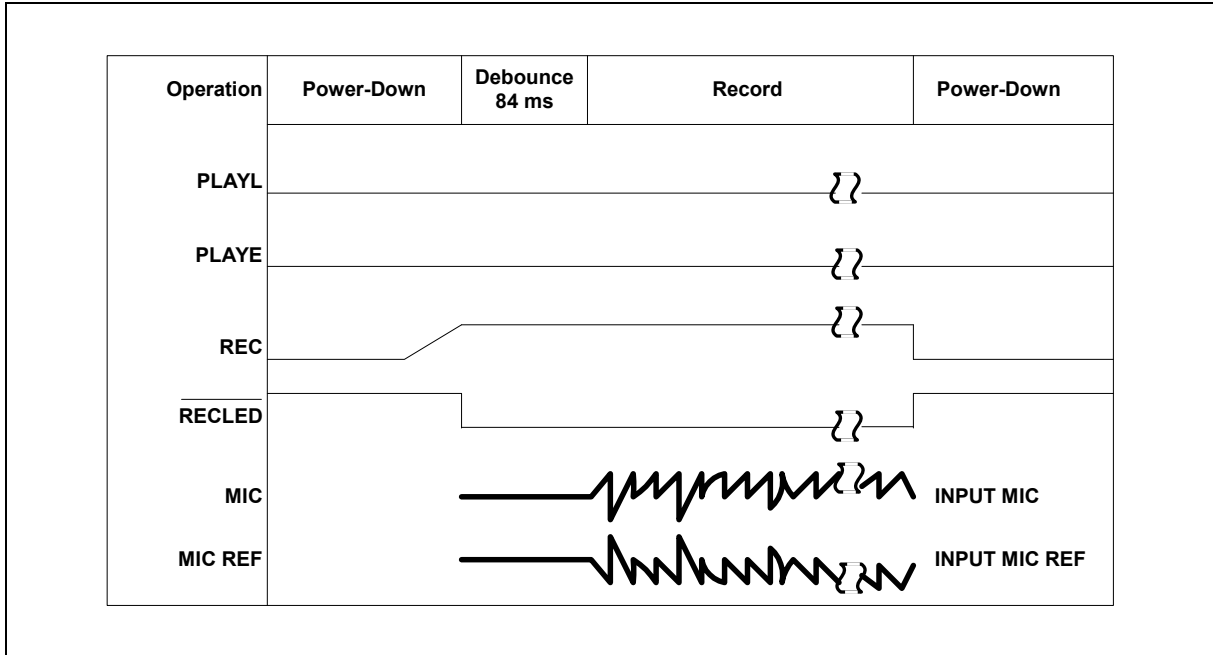 Operation
Power-Down
Debounce
84 ms
Record
Power-Down
PLAYL
PLAYE
REC
RECLED
MIC
INPUT MIC
MIC REF
INPUT MIC REF